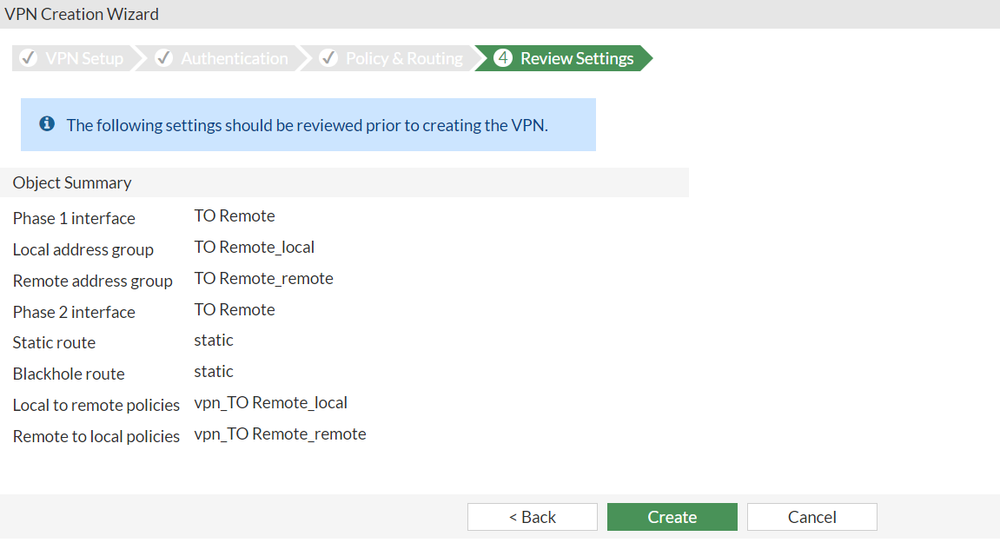 VPN Creation Wizard
VPN Setup Authentication Policy & Routing 4 Review Settings
The following settings should be reviewed prior to creating the VPN.
Object Summary
Phase 1 interface TO Remote
Local address group TO Remote_local
Remote address group TO Remote_remote
Phase 2 interface TO Remote
Static route static
Blackhole route static
Local to remote policies vpn_TO Remote_local
Remote to local policies vpn_TO Remote_remote
< Back Create Cancel